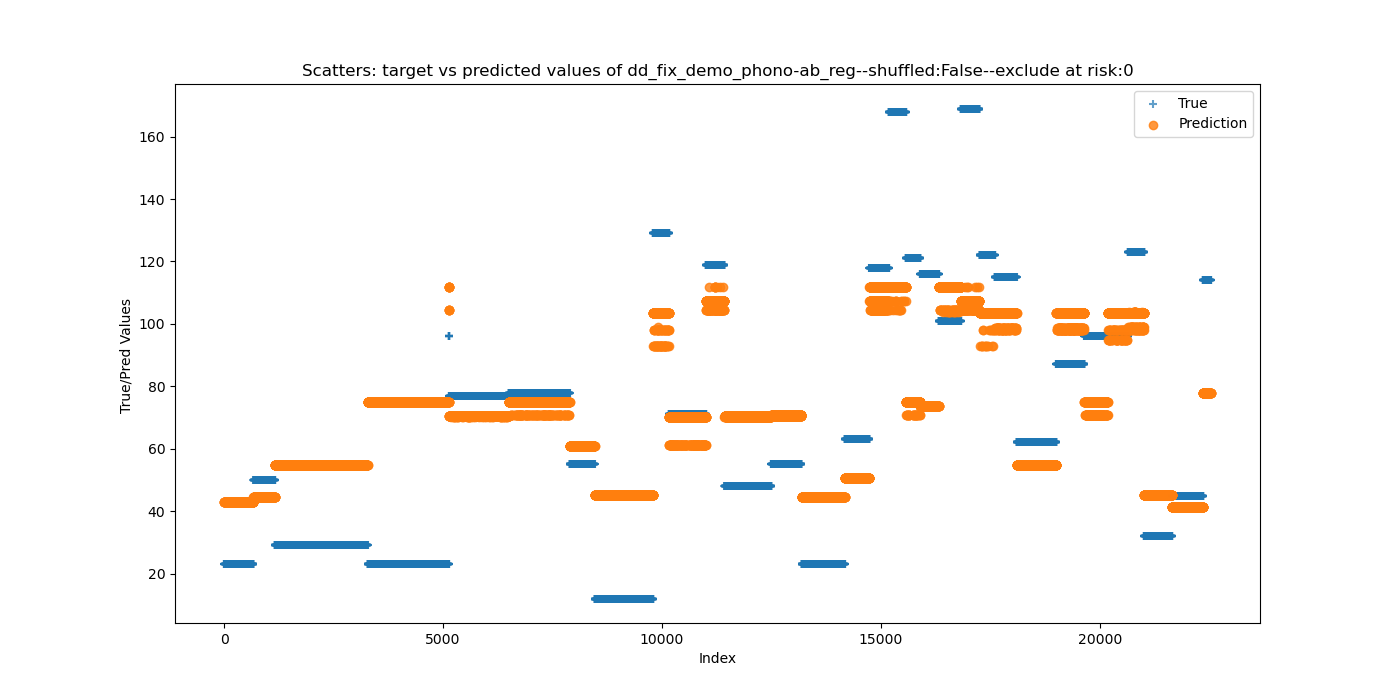 Scatters: target vs predicted values of dd_fix_demo_phono-ab_reg--shuffled:False--exclude at risk:0
True
Prediction
True/Pred Values
160
140
120
100
80
60
40
20
0
5000
10000
15000
20000
Index